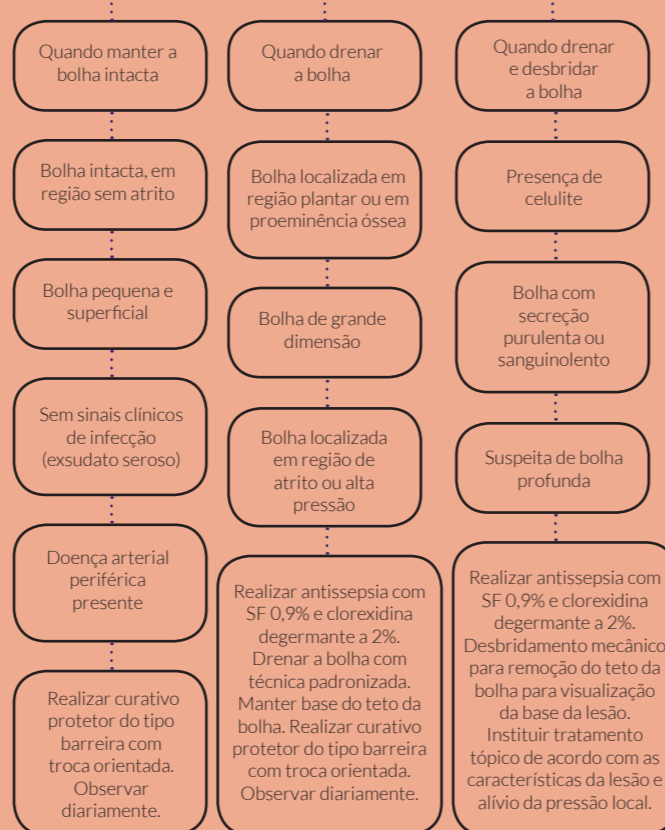 Quando manter a
bolha intacta
Bolha intacta, em
região sem atrito
Bolha pequena e
superficial
Sem sinais clínicos
de infecção
(exsudato seroso)
Doença arterial
periférica
presente
Realizar curativo
protetor do tipo
barreira com
troca orientada.
Observar
diariamente.
Quando drenar
a bolha
Bolha localizada em
região plantar ou em
proeminência óssea
Bolha de grande
dimensão
Bolha localizada
em região de
atrito ou alta
pressão
Realizar antissepsia com
SF 0,9% e clorexidina
degermante a 2%.
Drenar a bolha com
técnica padronizada.
Manter base do teto da
bolha. Realizar curativo
protetor do tipo barreira
com troca orientada.
Observar diariamente.
Quando drenar
e desbridar
a bolha
Presença de
celulite
Bolha com
secreção
purulenta ou
sanguinolento
Suspeita de bolha
profunda
Realizar antissepsia com
SF 0,9% e clorexidina
degermante a 2%.
Desbridamento mecânico
para remoção do teto da
bolha para visualização
da base da lesão.
Instituir tratamento
tópico de acordo com as
características da lesão e
alívio da pressão local.